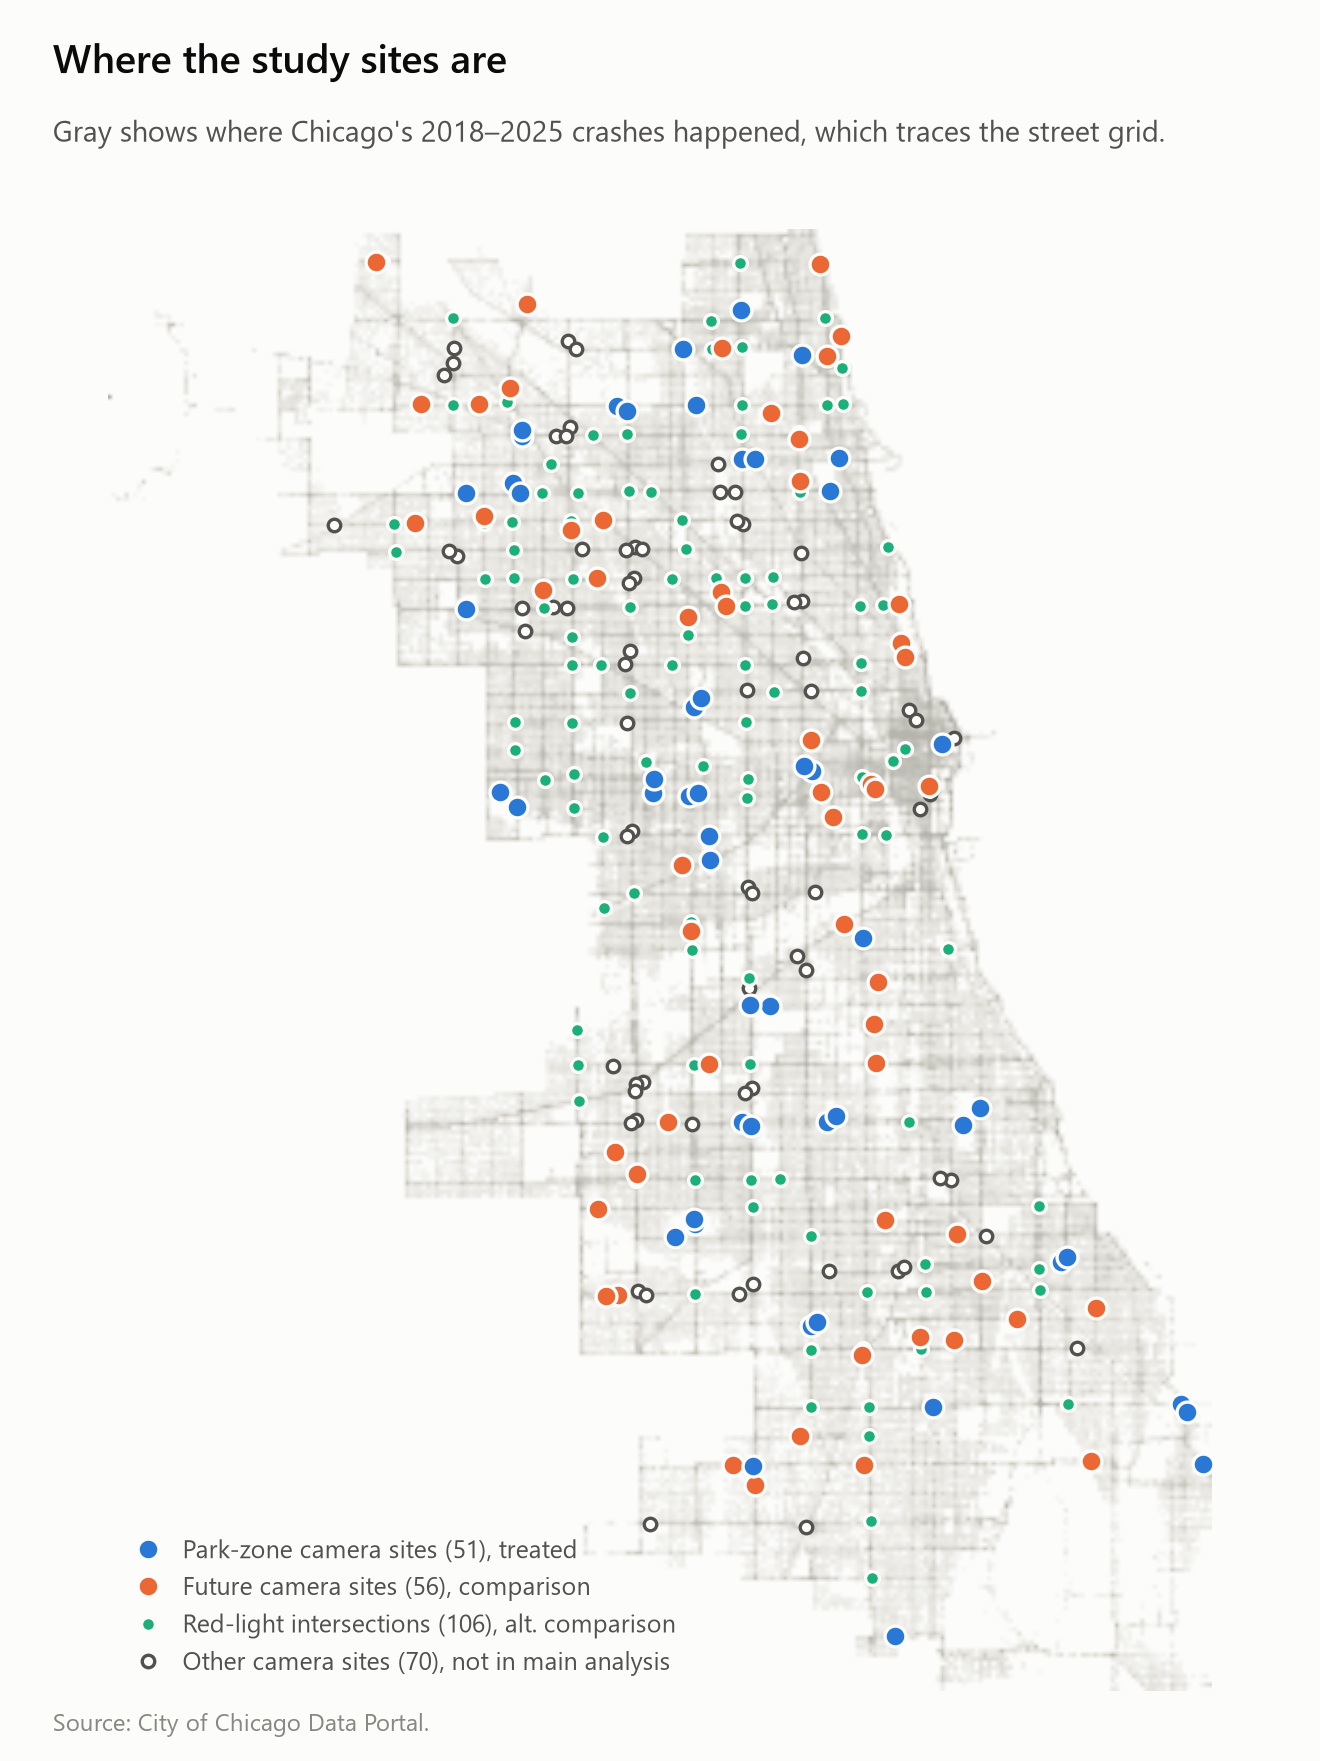 Where the study sites are
Gray shows where Chicago's 2018–2025 crashes happened, which traces the street grid.
Park-zone camera sites (51), treated
Future camera sites (56), comparison
Red-light intersections (106), alt. comparison
Other camera sites (70), not in main analysis
Source: City of Chicago Data Portal.